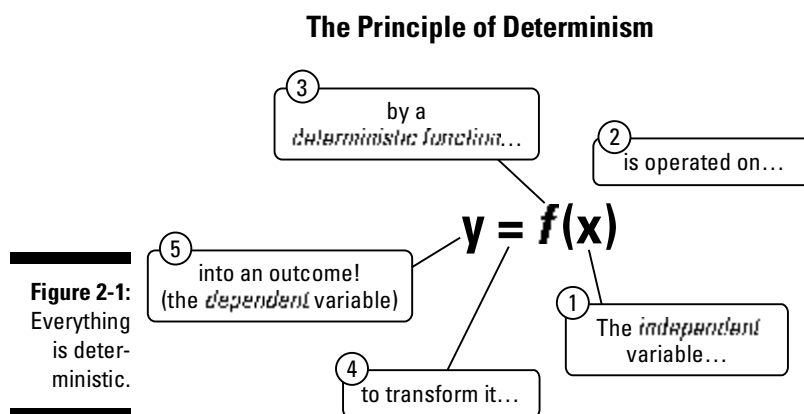 The Principle of Determinism
3
by a
deterministic function…
2
is operated on…
y = f(x)
5
into an outcome!
(the dependent variable)
Figure 2-1:
Everything
is deter-
ministic.
1
The independent
variable…
4
to transform it…